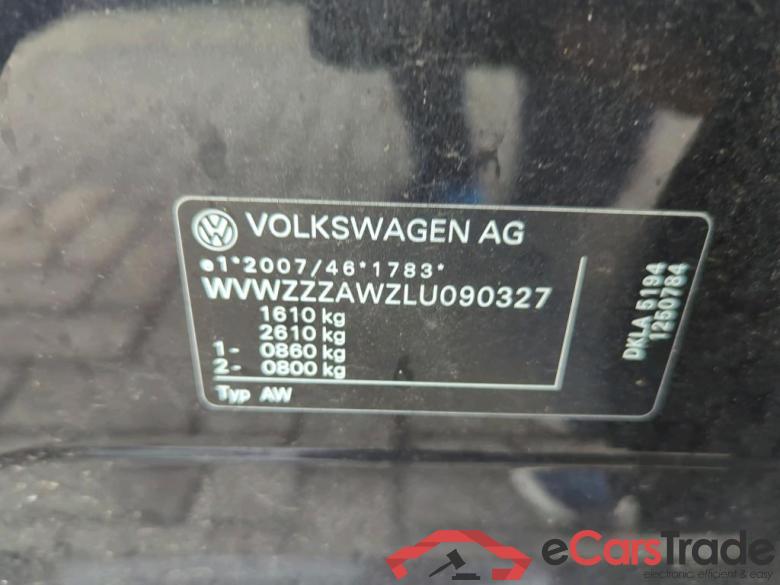 VOLKSWAGEN AG
e1*2007/46*1783*
WVWZZZAWZLU090327
1610 kg
2610 kg
1- 0860 kg
2- 0800 kg
Typ AW
DKLA 5194
1250784
eCarsTrade
electronic, efficient & easy